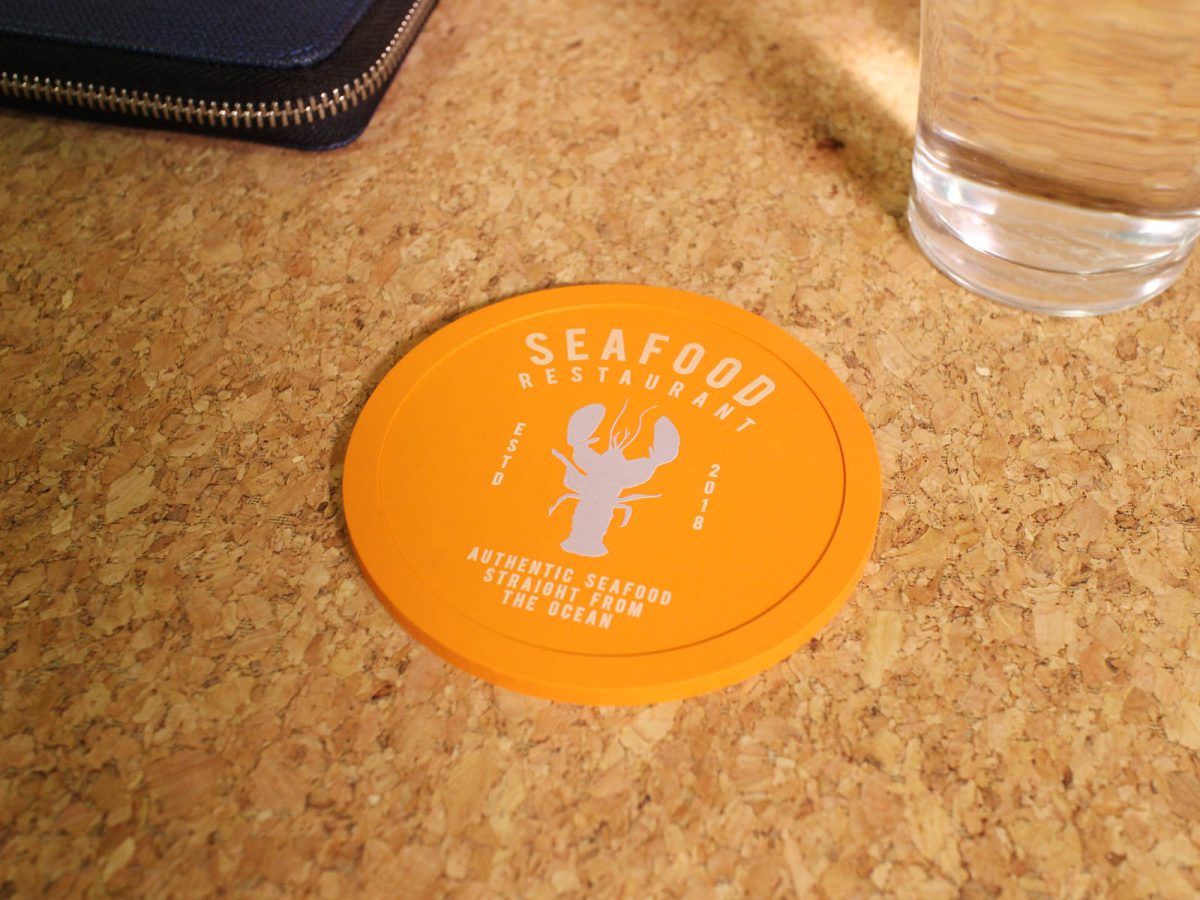 SEAFOOD
RESTAURANT
ESTD
2018
AUTHENTIC SEAFOOD
STRAIGHT FROM
THE OCEAN